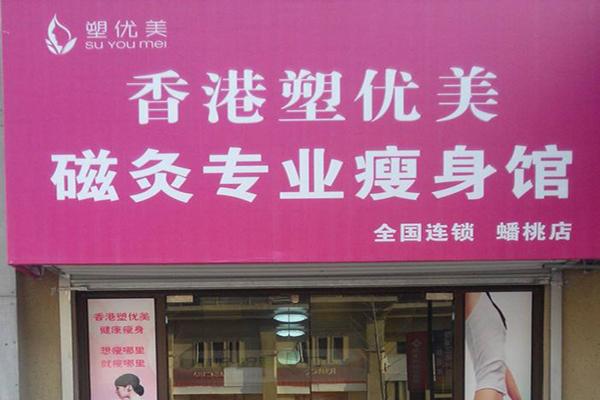 塑优美
SU YOU mei
香港塑优美
磁灸专业瘦身馆
全国连锁 蟠桃店
香港塑优美
健康瘦身
想瘦哪里
就瘦哪里